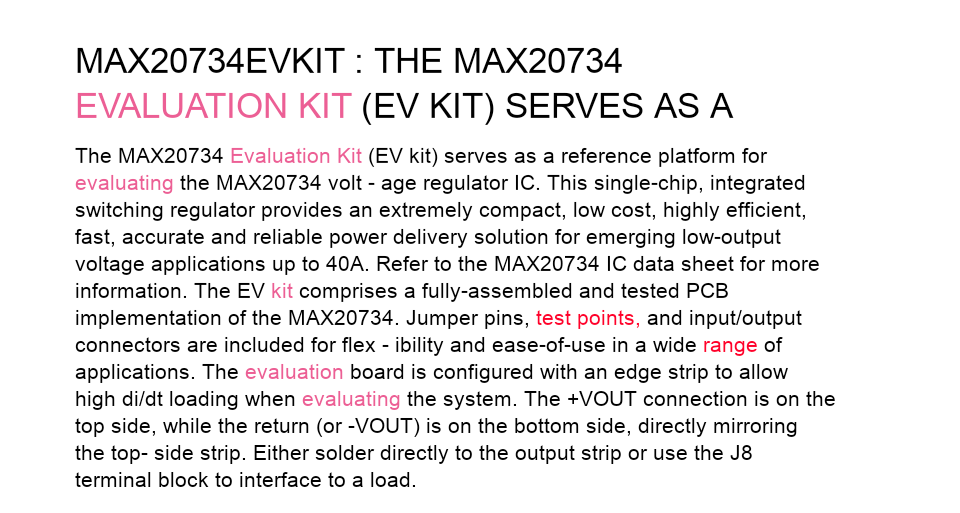 MAX20734EVKIT : THE MAX20734
EVALUATION KIT (EV KIT) SERVES AS A
The MAX20734 Evaluation Kit (EV kit) serves as a reference platform for
evaluating the MAX20734 volt - age regulator IC. This single-chip, integrated
switching regulator provides an extremely compact, low cost, highly efficient,
fast, accurate and reliable power delivery solution for emerging low-output
voltage applications up to 40A. Refer to the MAX20734 IC data sheet for more
information. The EV kit comprises a fully-assembled and tested PCB
implementation of the MAX20734. Jumper pins, test points, and input/output
connectors are included for flex - ibility and ease-of-use in a wide range of
applications. The evaluation board is configured with an edge strip to allow
high di/dt loading when evaluating the system. The +VOUT connection is on the
top side, while the return (or -VOUT) is on the bottom side, directly mirroring
the top- side strip. Either solder directly to the output strip or use the J8
terminal block to interface to a load.